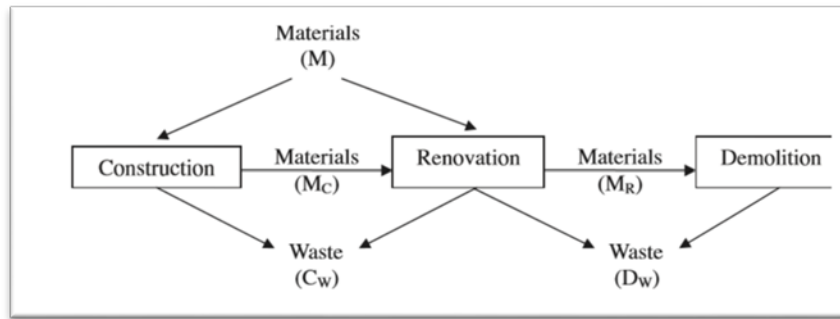 Materials
(M)
Construction
Materials
(MC)
Renovation
Materials
(MR)
Demolition
Waste
(CW)
Waste
(DW)